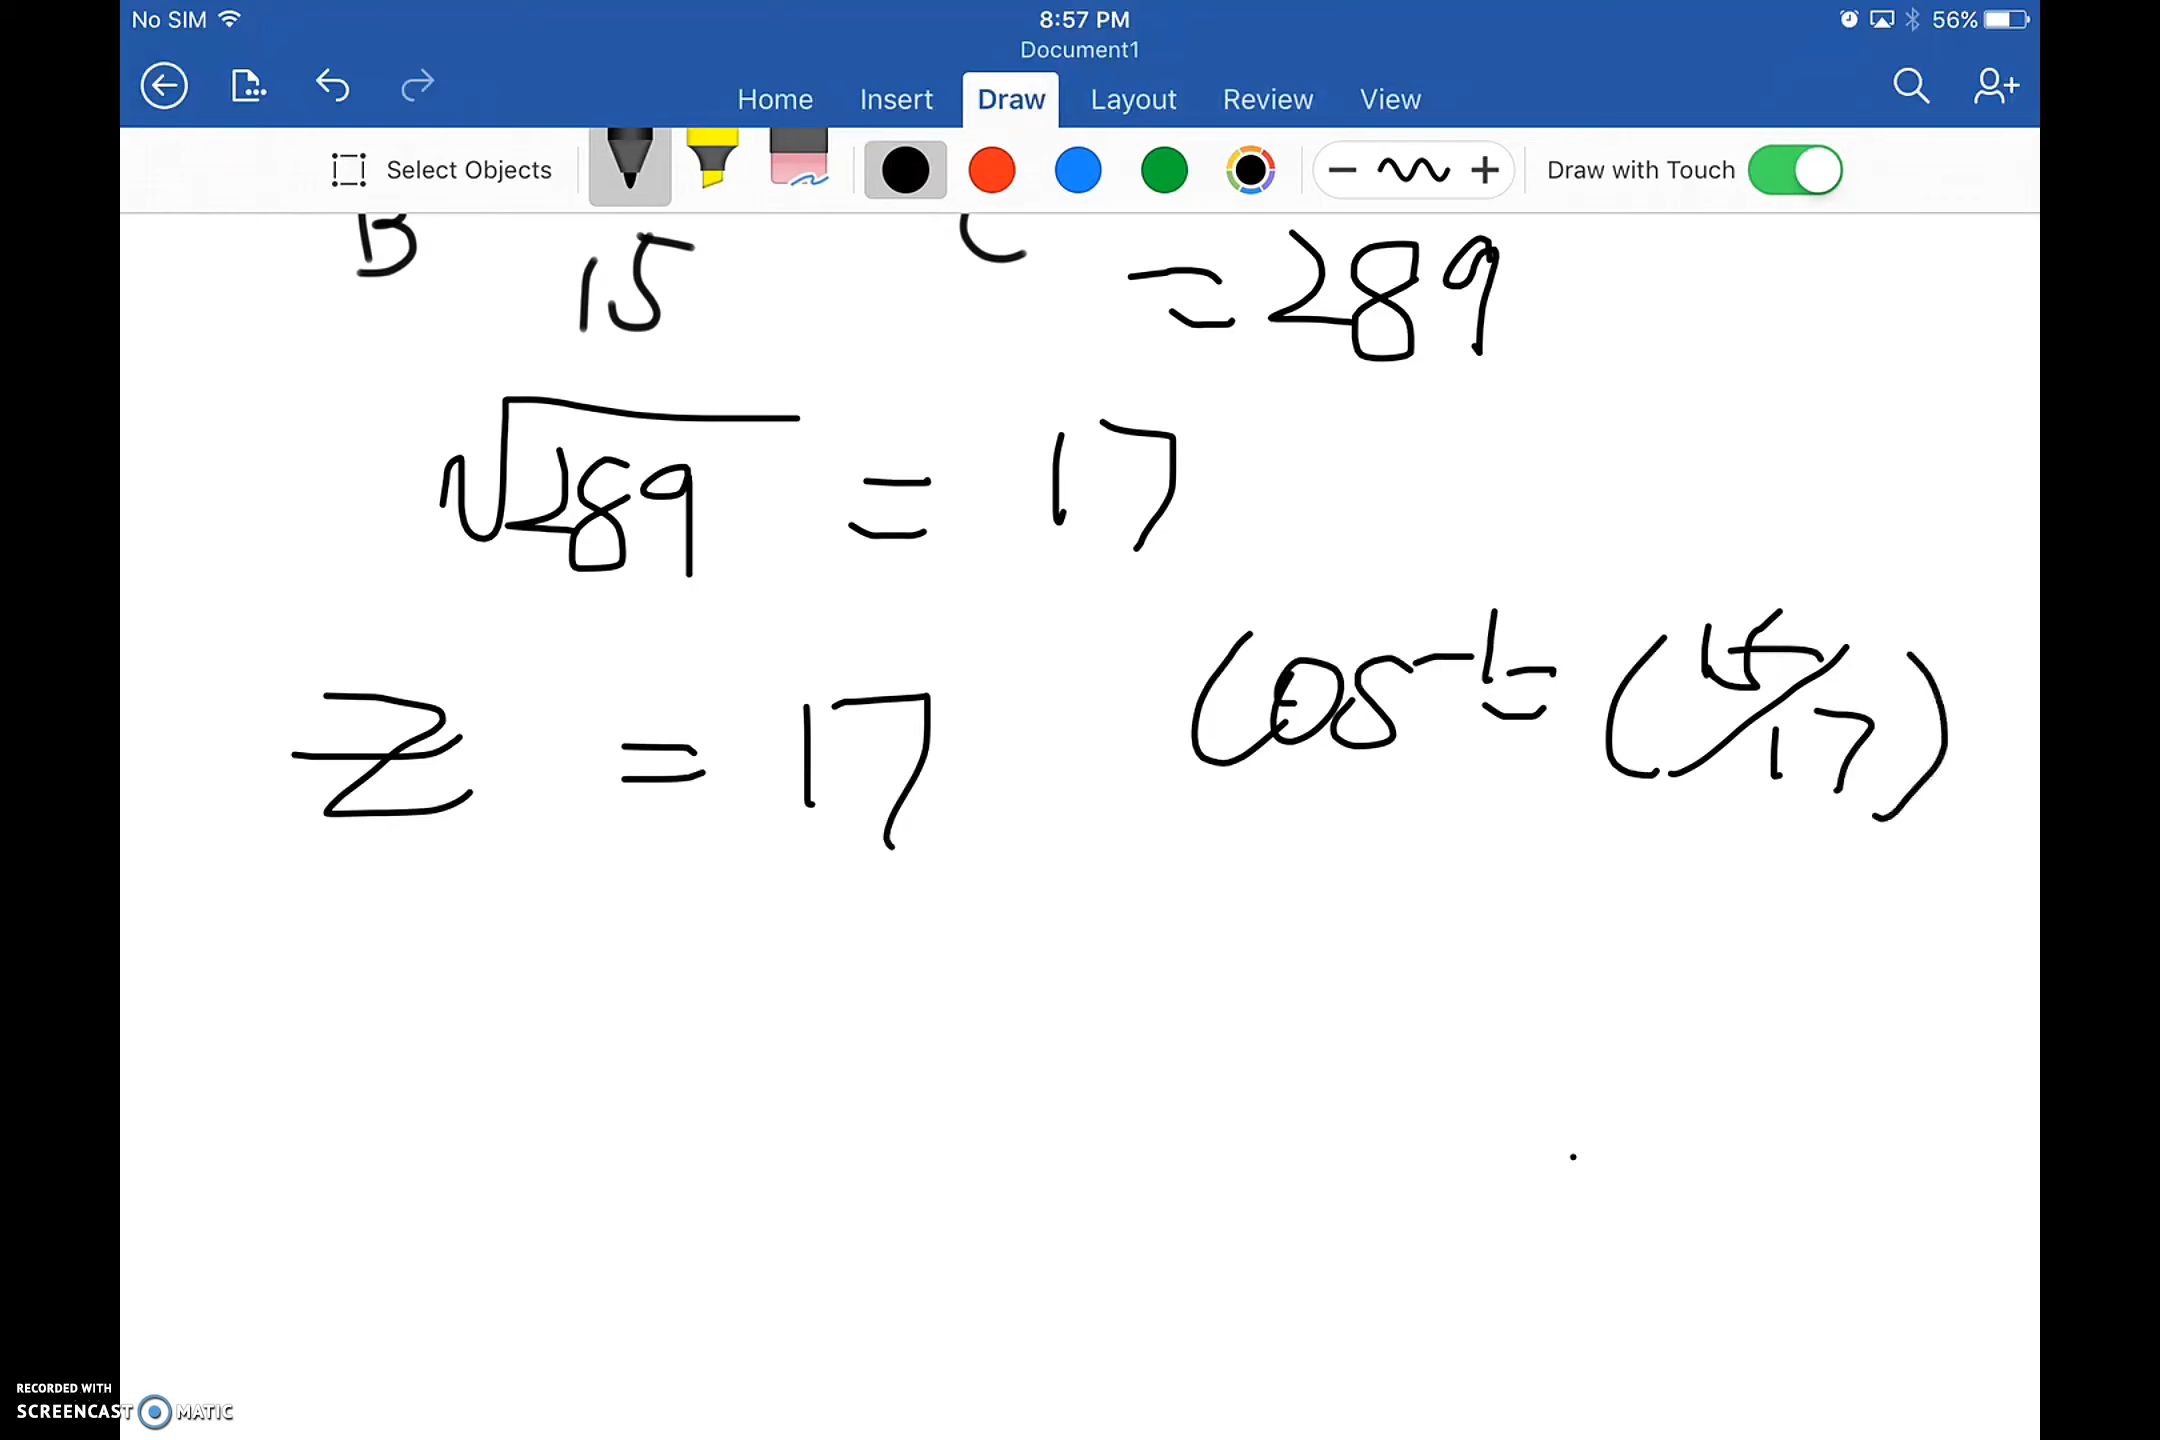 No SIM 8:57 PM 56%
Document1
Home Insert Draw Layout Review View
Select Objects Draw with Touch
B 15 C = 289
√289 = 17
Z = 17 cos⁻¹ = (15/17)
RECORDED WITH
SCREENCAST MATIC